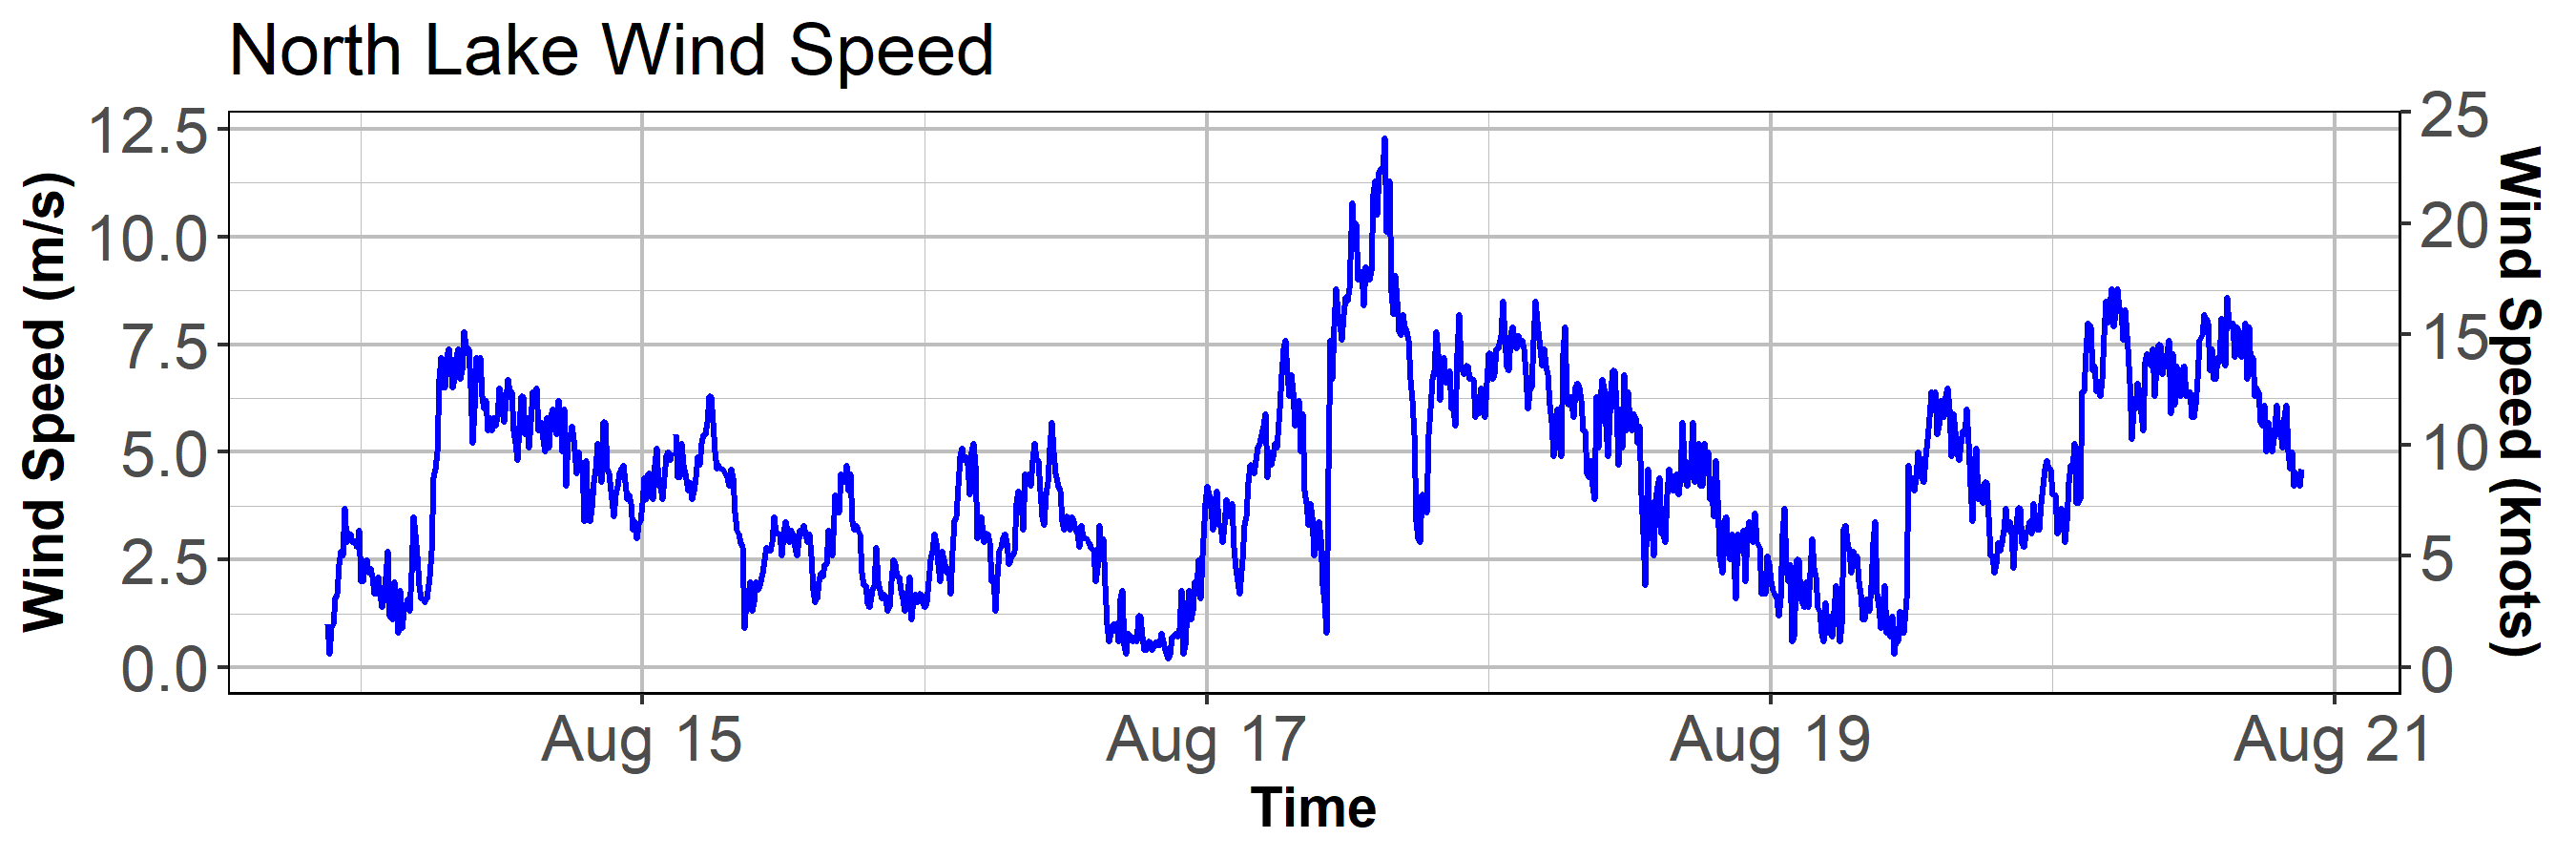 North Lake Wind Speed
Wind Speed (m/s)
12.5
10.0
7.5
5.0
2.5
0.0
25
20
15
10
5
0
Wind Speed (knots)
Aug 15
Aug 17
Aug 19
Aug 21
Time